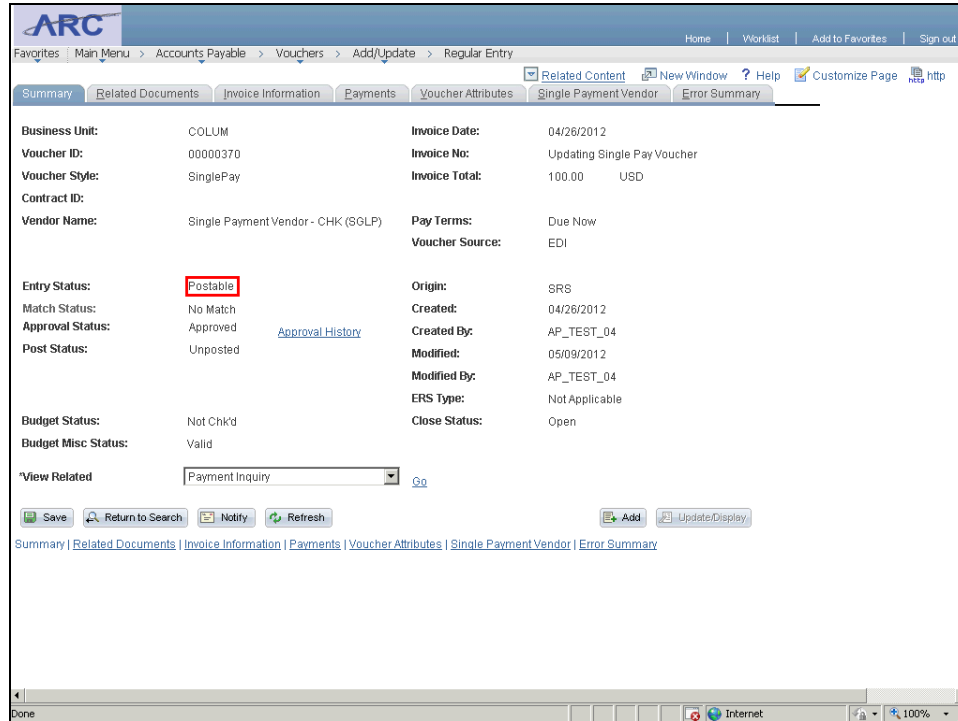 ARC
Home | Worklist | Add to Favorites | Sign out
Favorites | Main Menu > Accounts Payable > Vouchers > Add/Update > Regular Entry
Related Content New Window ? Help Customize Page http
Summary Related Documents Invoice Information Payments Voucher Attributes Single Payment Vendor Error Summary
Business Unit: COLUM Invoice Date: 04/26/2012
Voucher ID: 00000370 Invoice No: Updating Single Pay Voucher
Voucher Style: SinglePay Invoice Total: 100.00 USD
Contract ID:
Vendor Name: Single Payment Vendor - CHK (SGLP) Pay Terms: Due Now
Voucher Source: EDI
Entry Status: Postable Origin: SRS
Match Status: No Match Created: 04/26/2012
Approval Status: Approved Approval History Created By: AP_TEST_04
Post Status: Unposted Modified: 05/09/2012
Modified By: AP_TEST_04
ERS Type: Not Applicable
Budget Status: Not Chk'd Close Status: Open
Budget Misc Status: Valid
*View Related Payment Inquiry Go
Save Return to Search Notify Refresh Add Update/Display
Summary | Related Documents | Invoice Information | Payments | Voucher Attributes | Single Payment Vendor | Error Summary
Done Internet 100%